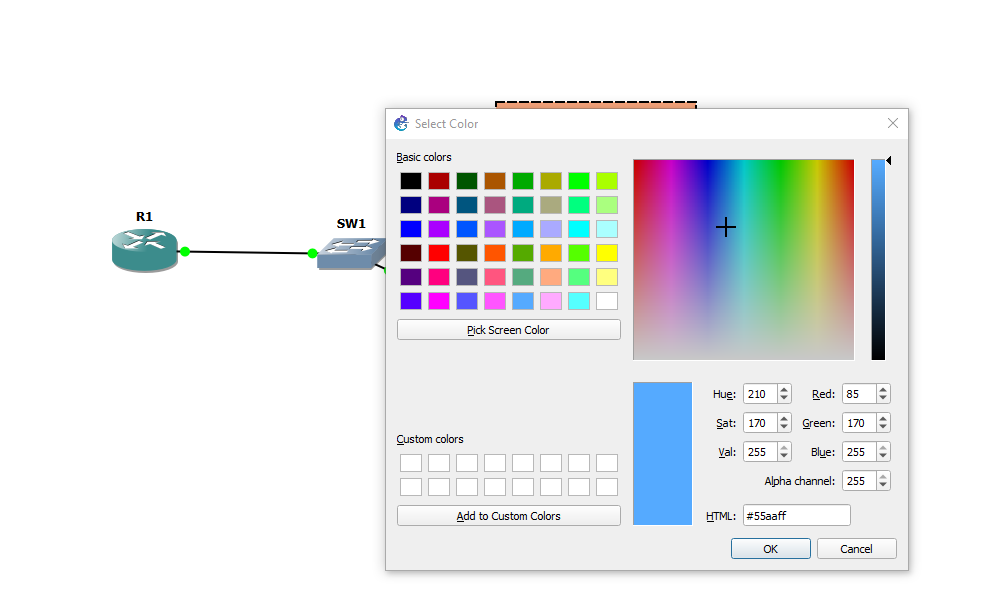 Select Color
Basic colors
R1
SW1
Pick Screen Color
Hue: 210 Red: 85
Sat: 170 Green: 170
Val: 255 Blue: 255
Custom colors
Alpha channel: 255
Add to Custom Colors
HTML: #55aaff
OK Cancel